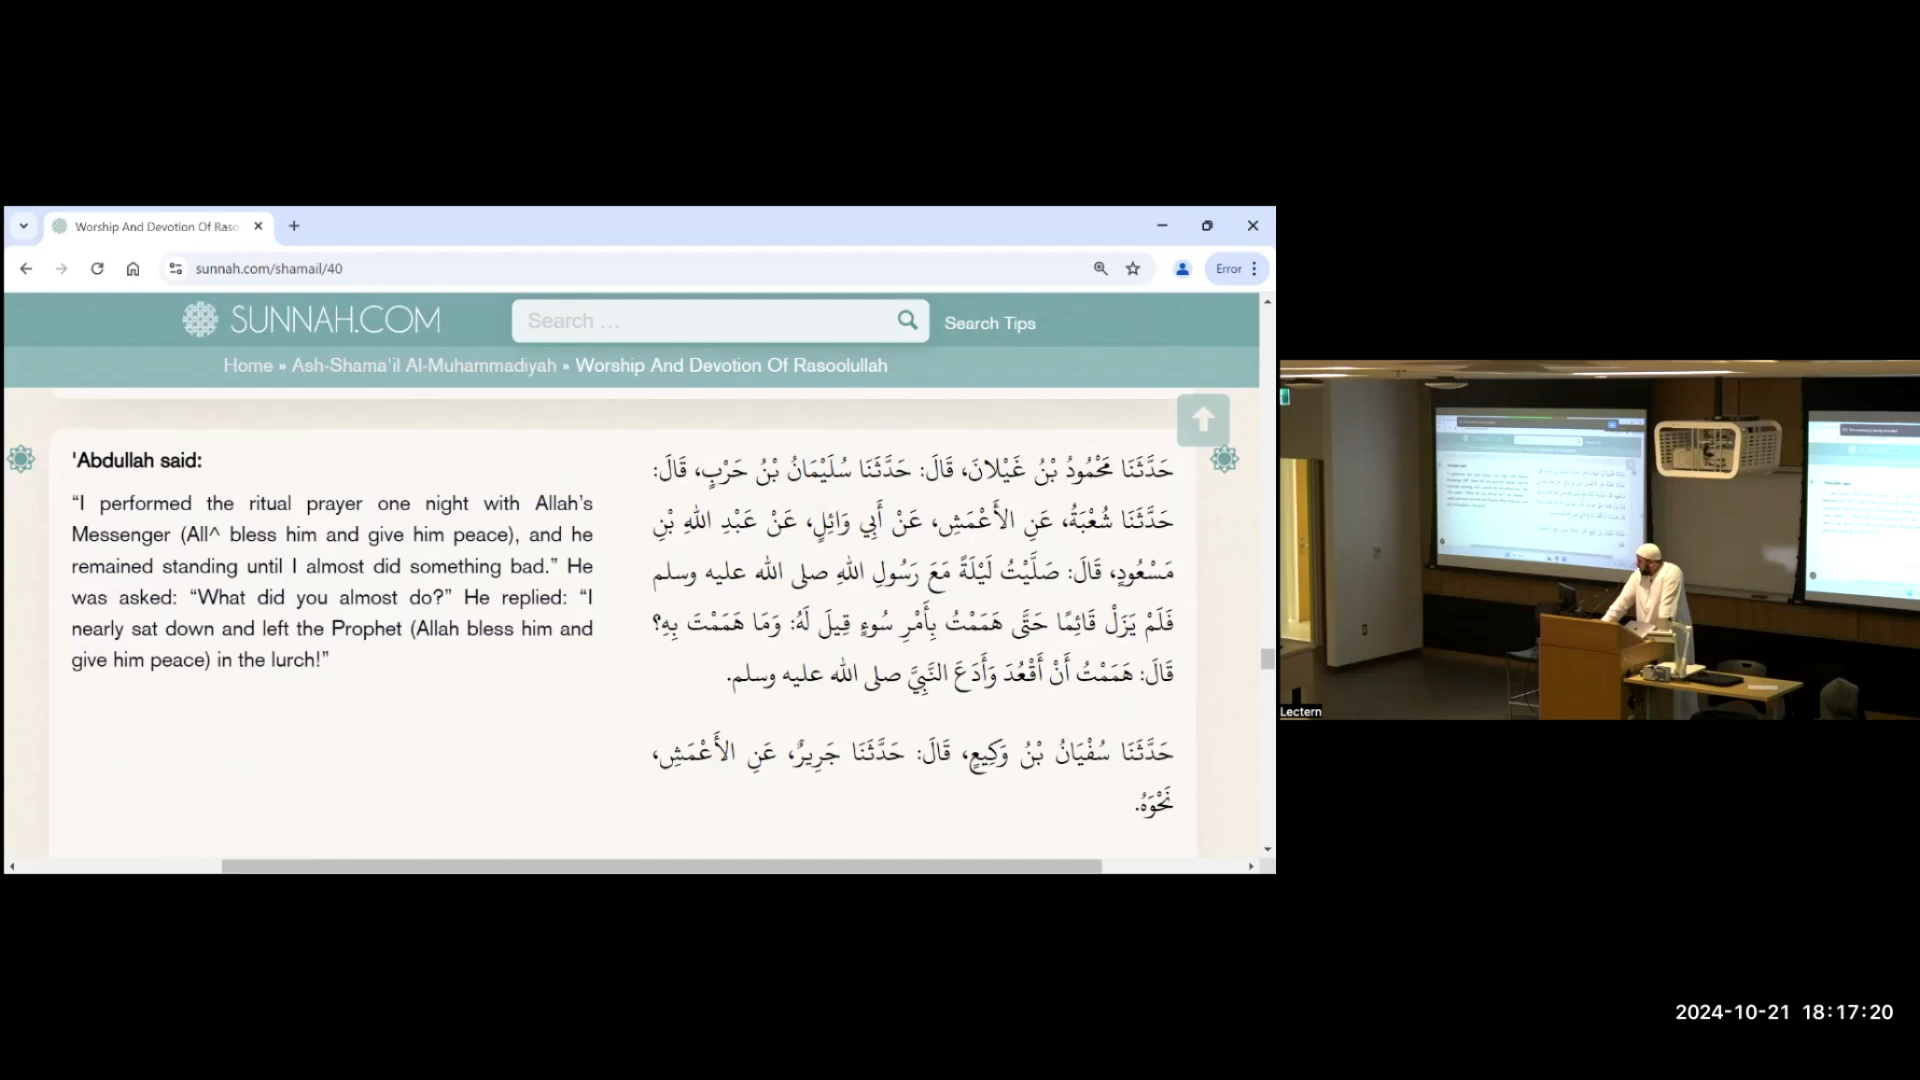 Worship And Devotion Of Raso
sunnah.com/shamail/40
Error
SUNNAH.COM
Search ...
Search Tips
Home » Ash-Shama'il Al-Muhammadiyah » Worship And Devotion Of Rasoolullah
'Abdullah said:
“I performed the ritual prayer one night with Allah’s
Messenger (All^ bless him and give him peace), and he
remained standing until I almost did something bad.” He
was asked: “What did you almost do?” He replied: “I
nearly sat down and left the Prophet (Allah bless him and
give him peace) in the lurch!”
حَدَّثَنَا مَحْمُودُ بْنُ غَيْلانَ، قَالَ: حَدَّثَنَا سُلَيْمَانُ بْنُ حَرْبٍ، قَالَ:
حَدَّثَنَا شُعْبَةُ، عَنِ الأَعْمَشِ، عَنْ أَبِي وَائِلٍ، عَنْ عَبْدِ اللهِ بْنِ
مَسْعُودٍ، قَالَ: صَلَّيْتُ لَيْلَةً مَعَ رَسُولِ اللهِ صلى الله عليه وسلم
فَلَمْ يَزَلْ قَائِمًا حَتَّى هَمَمْتُ بِأَمْرِ سُوءٍ قِيلَ لَهُ: وَمَا هَمَمْتَ بِهِ؟
قَالَ: هَمَمْتُ أَنْ أَقْعُدَ وَأَدَعَ النَّبِيَّ صلى الله عليه وسلم.
حَدَّثَنَا سُفْيَانُ بْنُ وَكِيعٍ، قَالَ: حَدَّثَنَا جَرِيرٌ، عَنِ الأَعْمَشِ،
نَحْوَهُ.
Lectern
2024-10-21 18:17:20